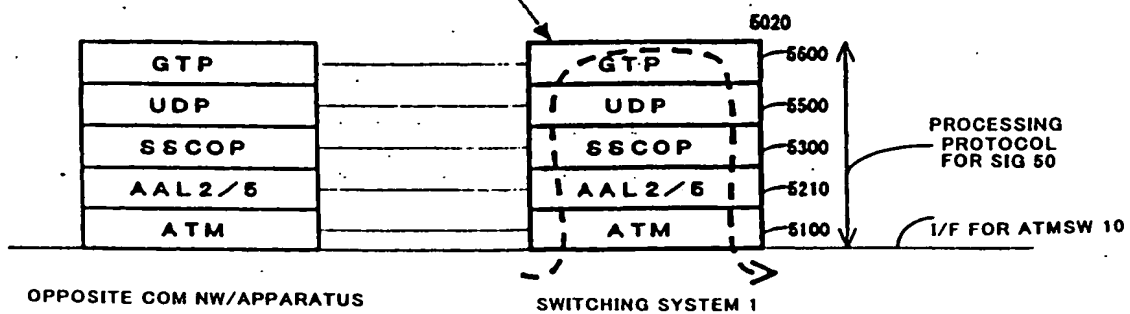 5020
GTP GTP 5600
UDP UDP 5500
SSCOP SSCOP 5300
AAL2/5 AAL2/5 5210
ATM ATM 5100
PROCESSING
PROTOCOL
FOR SIG 50
I/F FOR ATMSW 10
OPPOSITE COM NW/APPARATUS
SWITCHING SYSTEM 1